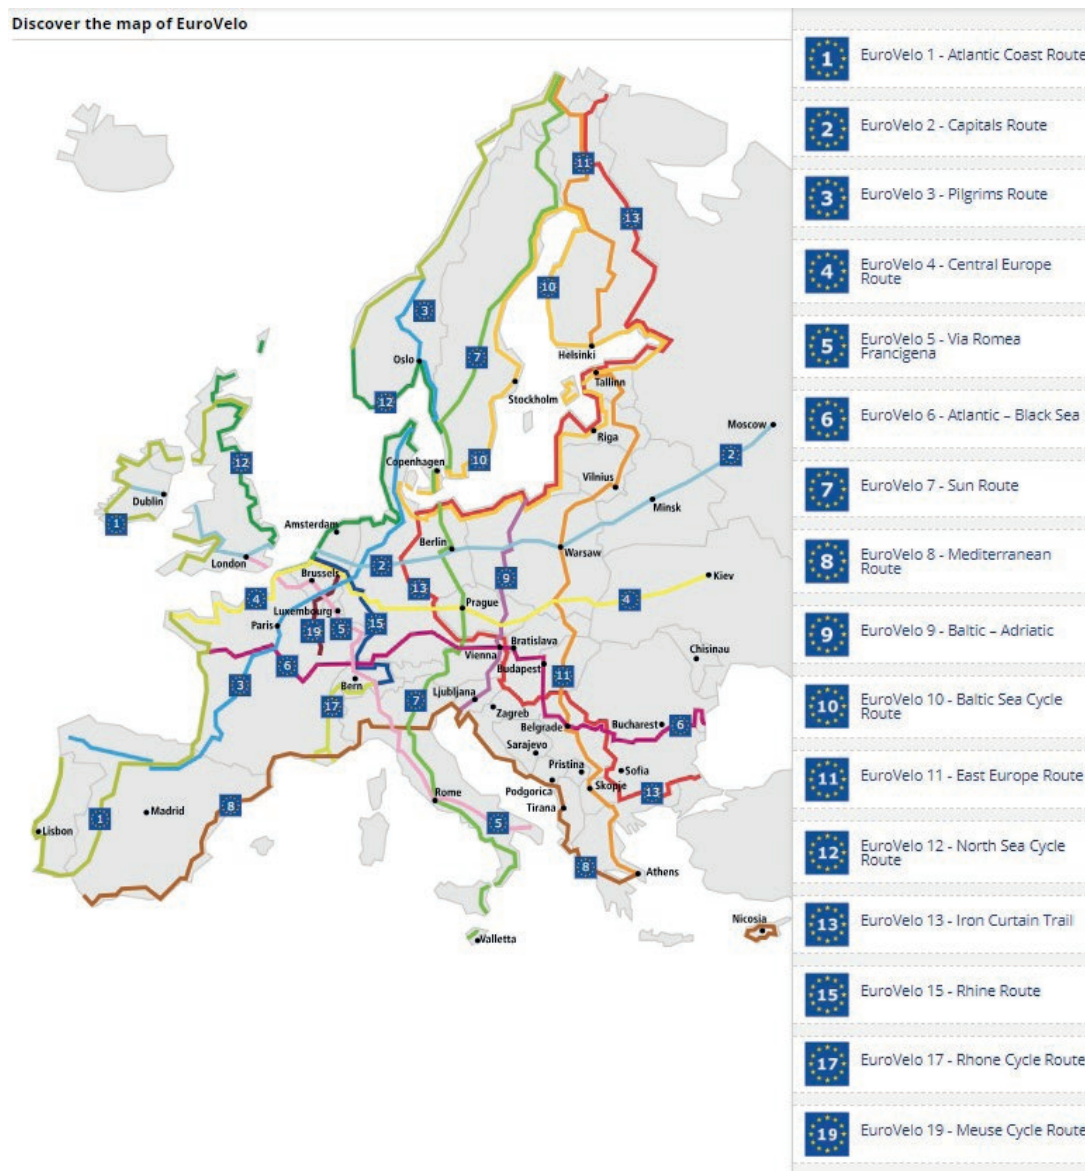 Discover the map of EuroVelo
11
13
10
3
7
Oslo
Helsinki
Tallinn
Stockholm
12
Moscow
Riga
2
12
Copenhagen
10
Dublin
Vilnius
Minsk
1
Amsterdam
Berlin
Warsaw
London
2
Brussels
9
Kiev
13
4
Prague
4
Luxembourg
Paris
19
5
15
Bratislava
Chisinau
Vienna
6
Budapest
Bern
11
3
Ljubljana
17
7
Zagreb
Bucharest
6
Belgrade
Sarajevo
Pristina
Sofia
Podgorica
Skopje
13
Rome
Tirana
8
Madrid
1
5
Lisbon
8
Athens
Nicosia
Valletta
1
EuroVelo 1 - Atlantic Coast Route
2
EuroVelo 2 - Capitals Route
3
EuroVelo 3 - Pilgrims Route
4
EuroVelo 4 - Central Europe
Route
5
EuroVelo 5 - Via Romea
Francigena
6
EuroVelo 6 - Atlantic – Black Sea
7
EuroVelo 7 - Sun Route
8
EuroVelo 8 - Mediterranean
Route
9
EuroVelo 9 - Baltic – Adriatic
10
EuroVelo 10 - Baltic Sea Cycle
Route
11
EuroVelo 11 - East Europe Route
12
EuroVelo 12 - North Sea Cycle
Route
13
EuroVelo 13 - Iron Curtain Trail
15
EuroVelo 15 - Rhine Route
17
EuroVelo 17 - Rhone Cycle Route
19
EuroVelo 19 - Meuse Cycle Route